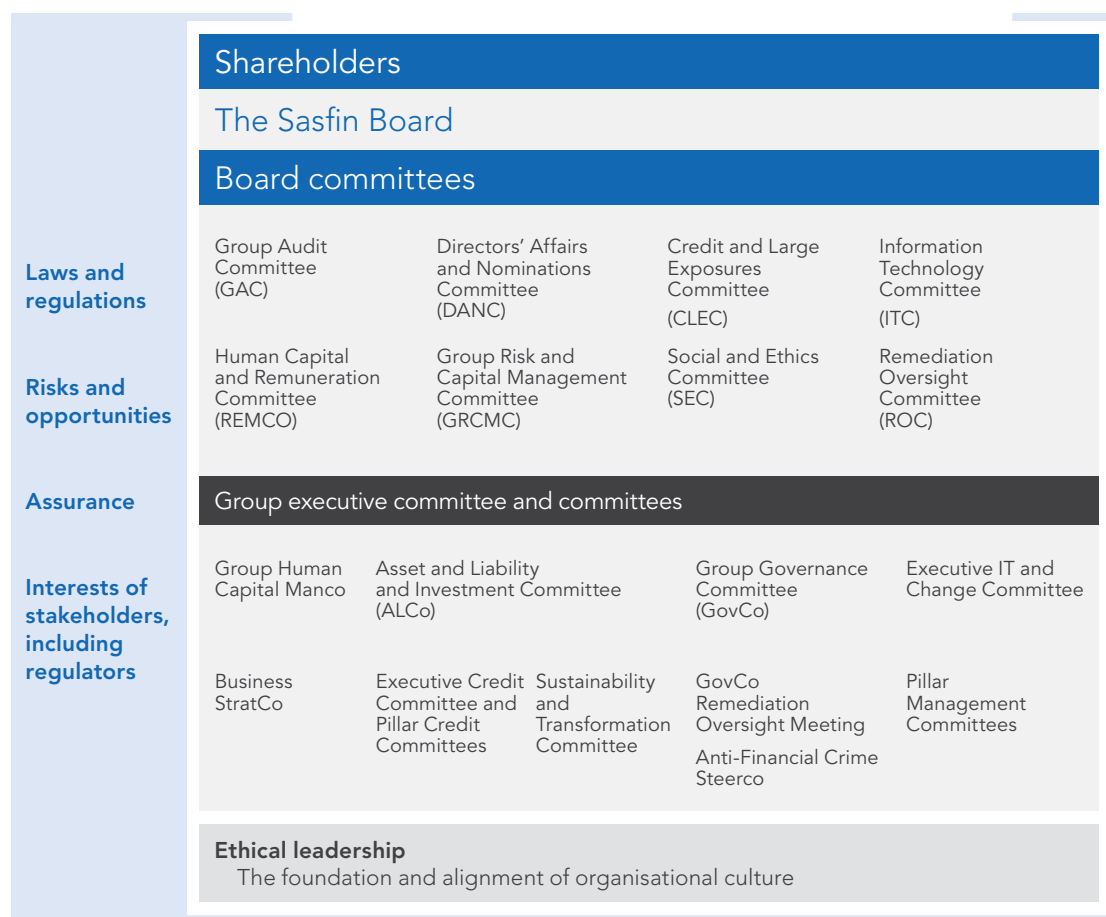 Shareholders
The Sasfin Board
Board committees
Laws and
regulations
Risks and
opportunities
Assurance
Interests of
stakeholders,
including
regulators
Group Audit
Committee
(GAC)
Directors’ Affairs
and Nominations
Committee
(DANC)
Credit and Large
Exposures
Committee
(CLEC)
Information
Technology
Committee
(ITC)
Human Capital
and Remuneration
Committee
(REMCO)
Group Risk and
Capital Management
Committee
(GRCMC)
Social and Ethics
Committee
(SEC)
Remediation
Oversight
Committee
(ROC)
Group executive committee and committees
Group Human
Capital Manco
Asset and Liability
and Investment Committee
(ALCo)
Group Governance
Committee
(GovCo)
Executive IT and
Change Committee
Business
StratCo
Executive Credit
Committee and
Pillar Credit
Committees
Sustainability
and
Transformation
Committee
GovCo
Remediation
Oversight Meeting
Anti-Financial Crime
Steerco
Pillar
Management
Committees
Ethical leadership
The foundation and alignment of organisational culture